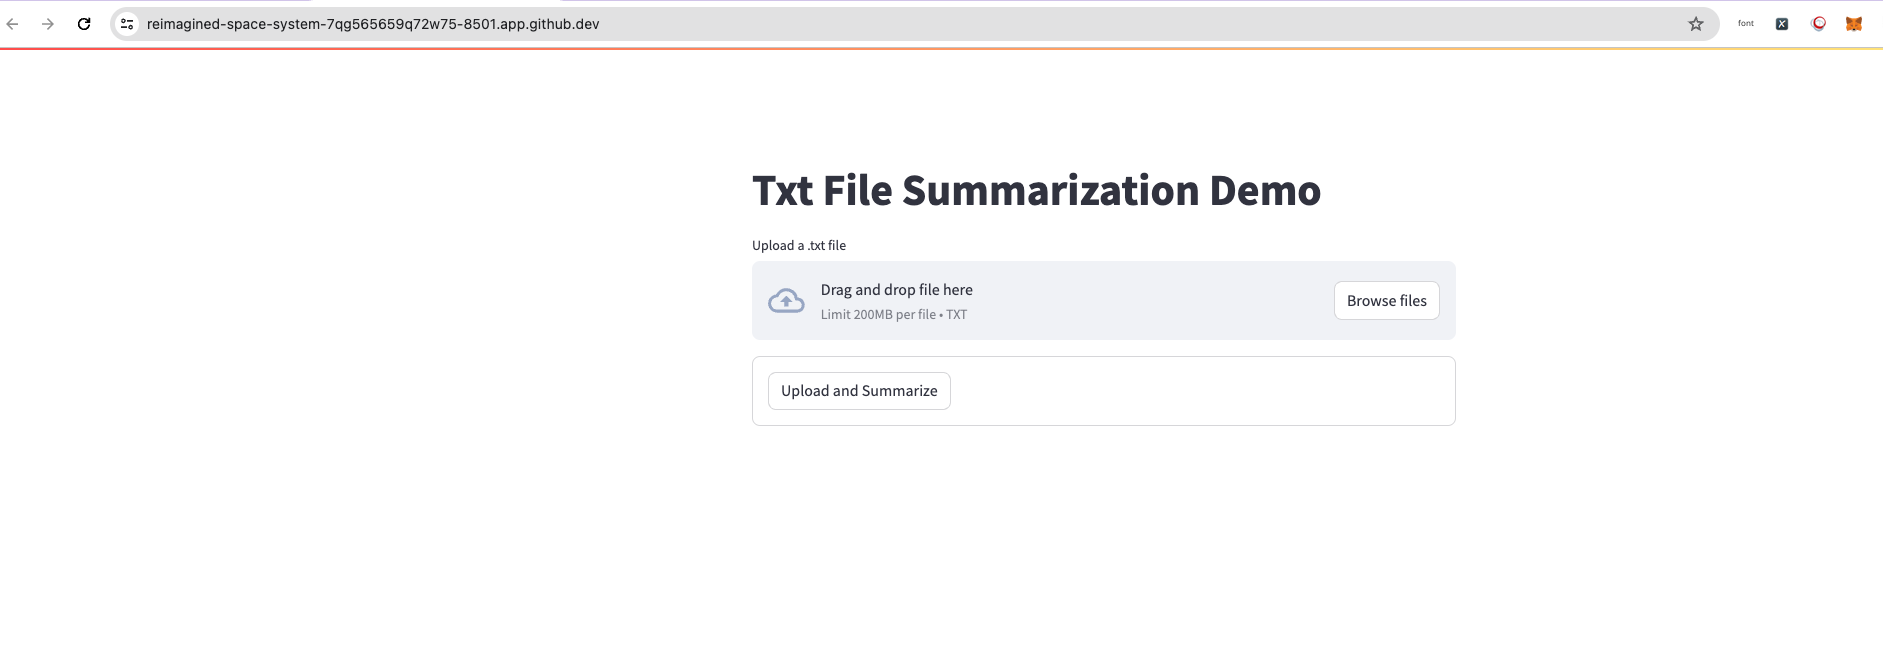 reimagined-space-system-7qg565659q72w75-8501.app.github.dev
font
X
Txt File Summarization Demo
Upload a .txt file
Drag and drop file here
Limit 200MB per file • TXT
Browse files
Upload and Summarize